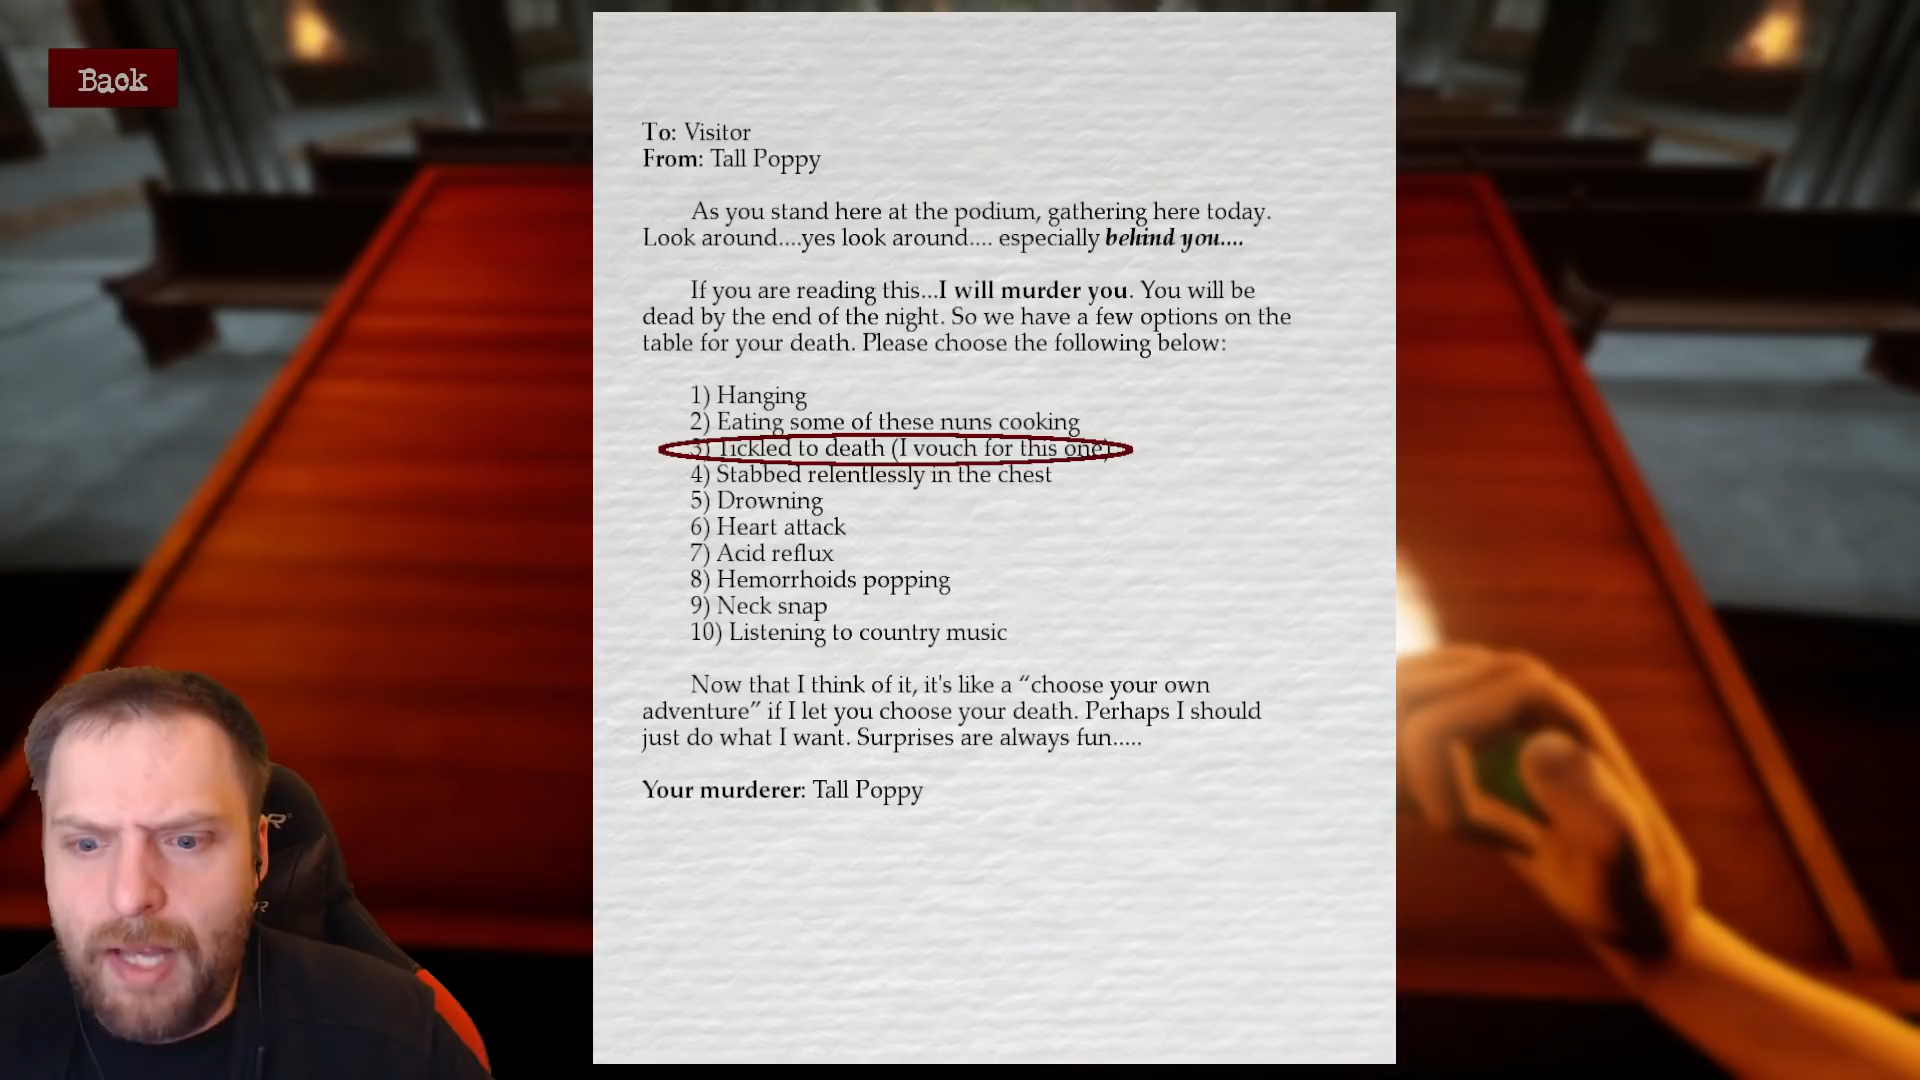 Back
To: Visitor
From: Tall Poppy
As you stand here at the podium, gathering here today.
Look around....yes look around.... especially behind you....
If you are reading this...I will murder you. You will be
dead by the end of the night. So we have a few options on the
table for your death. Please choose the following below:
1) Hanging
2) Eating some of these nuns cooking
3) Tickled to death (I vouch for this one)
4) Stabbed relentlessly in the chest
5) Drowning
6) Heart attack
7) Acid reflux
8) Hemorrhoids popping
9) Neck snap
10) Listening to country music
Now that I think of it, it's like a “choose your own
adventure” if I let you choose your death. Perhaps I should
just do what I want. Surprises are always fun.....
Your murderer: Tall Poppy